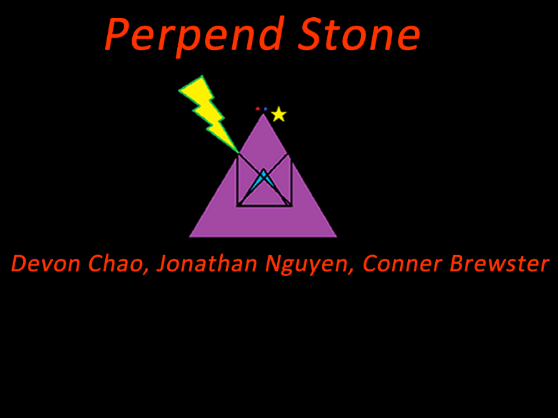 Perpend Stone
Devon Chao, Jonathan Nguyen, Conner Brewster